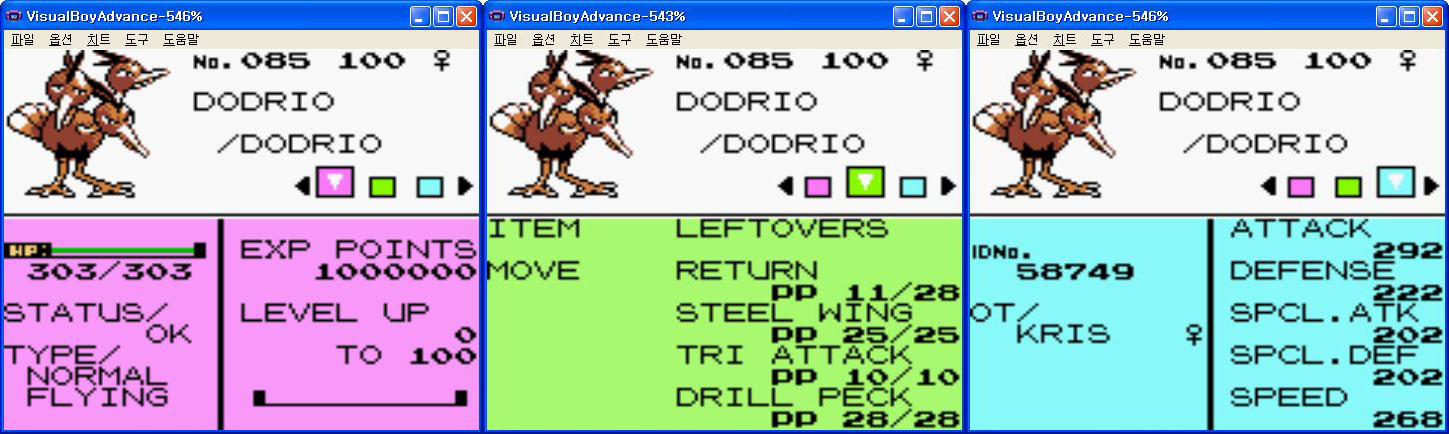 VisualBoyAdvance-546%
파일 옵션 치트 도구 도움말
No.085 100 ♀
DODRIO
/DODRIO
HP:
303/303
STATUS/
OK
TYPE/
NORMAL
FLYING
EXP POINTS
1000000
LEVEL UP
0
TO 100
VisualBoyAdvance-543%
파일 옵션 치트 도구 도움말
No.085 100 ♀
DODRIO
/DODRIO
ITEM LEFTOVERS
MOVE RETURN
PP 11/28
STEEL WING
PP 25/25
TRI ATTACK
PP 10/10
DRILL PECK
PP 28/28
VisualBoyAdvance-546%
파일 옵션 치트 도구 도움말
No.085 100 ♀
DODRIO
/DODRIO
IDNo.
58749
OT/
KRIS ♀
ATTACK
292
DEFENSE
222
SPCL.ATK
202
SPCL.DEF
202
SPEED
268